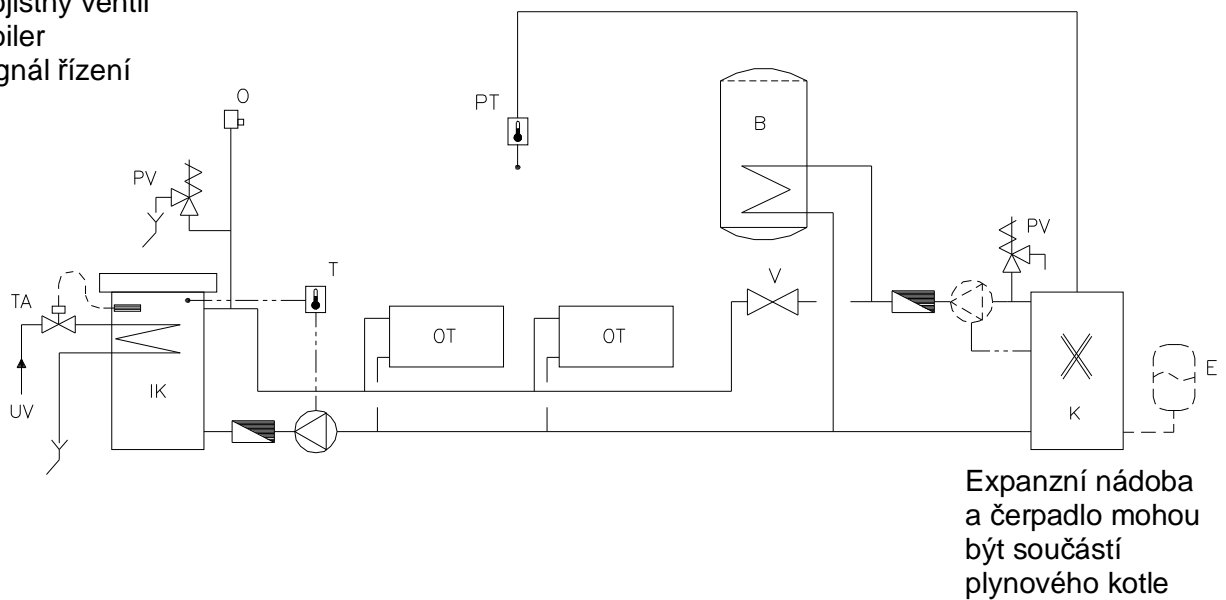 ojistný ventil
oiler
gnál řízení
O
PT
B
PV
PV
T
V
TA
OT
OT
IK
K
E
UV
Expanzní nádoba
a čerpadlo mohou
být součástí
plynového kotle